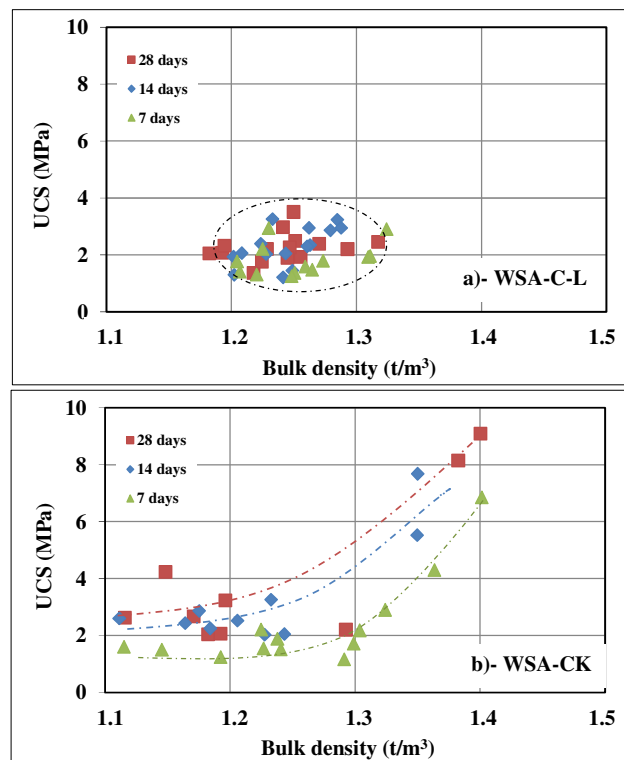 10
8
6
4
2
0
UCS (MPa)
28 days
14 days
7 days
a)- WSA-C-L
1.1 1.2 1.3 1.4 1.5
Bulk density (t/m³)
10
8
6
4
2
0
UCS (MPa)
28 days
14 days
7 days
b)- WSA-CK
1.1 1.2 1.3 1.4 1.5
Bulk density (t/m³)